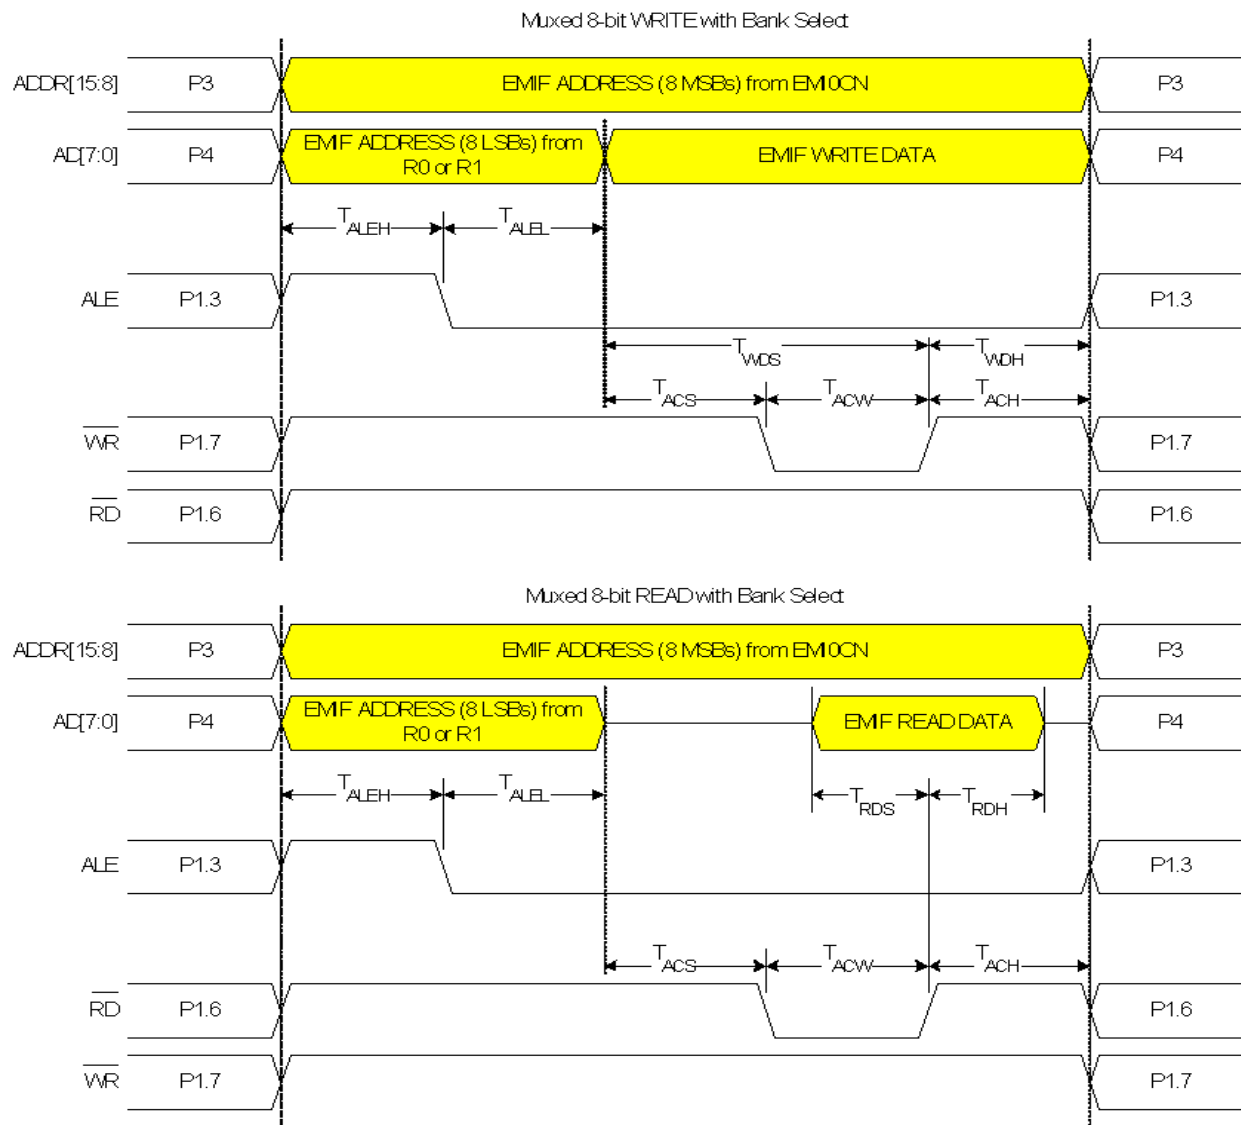 Muxed 8-bit WRITE with Bank Select
ADDR[15:8] P3 EMIF ADDRESS (8 MSBs) from EMI0CN P3
AD[7:0] P4 EMIF ADDRESS (8 LSBs) from R0 or R1 EMIF WRITE DATA P4
TALEH TALEL
ALE P1.3 P1.3
TWDS TWDH
TACS TACW TACH
WR P1.7 P1.7
RD P1.6 P1.6
Muxed 8-bit READ with Bank Select
ADDR[15:8] P3 EMIF ADDRESS (8 MSBs) from EMI0CN P3
AD[7:0] P4 EMIF ADDRESS (8 LSBs) from R0 or R1 EMIF READ DATA P4
TALEH TALEL TRDS TRDH
ALE P1.3 P1.3
TACS TACW TACH
RD P1.6 P1.6
WR P1.7 P1.7